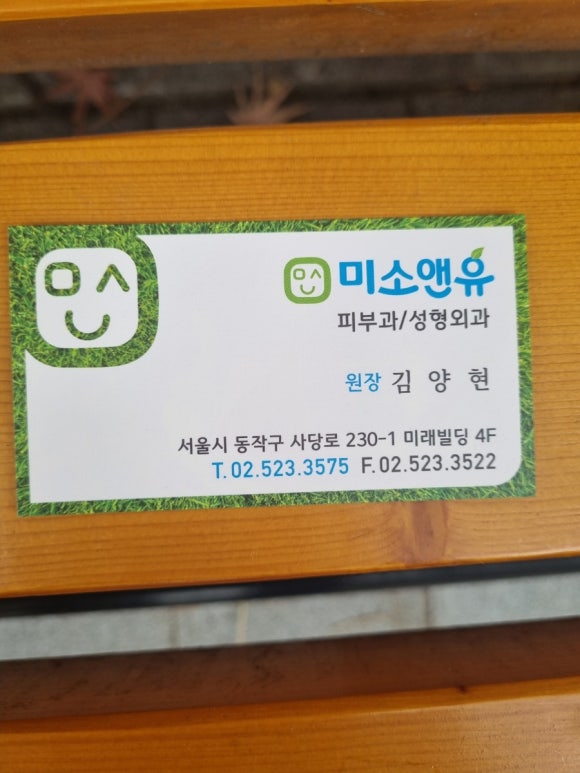 미소앤유
피부과/성형외과
원장 김 양 현
서울시 동작구 사당로 230-1 미래빌딩 4F
T. 02.523.3575 F. 02.523.3522